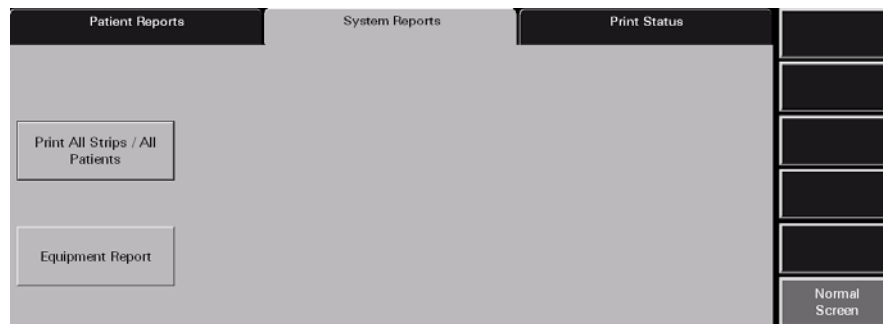 Patient Reports
System Reports
Print Status
Print All Strips / All
Patients
Equipment Report
Normal
Screen